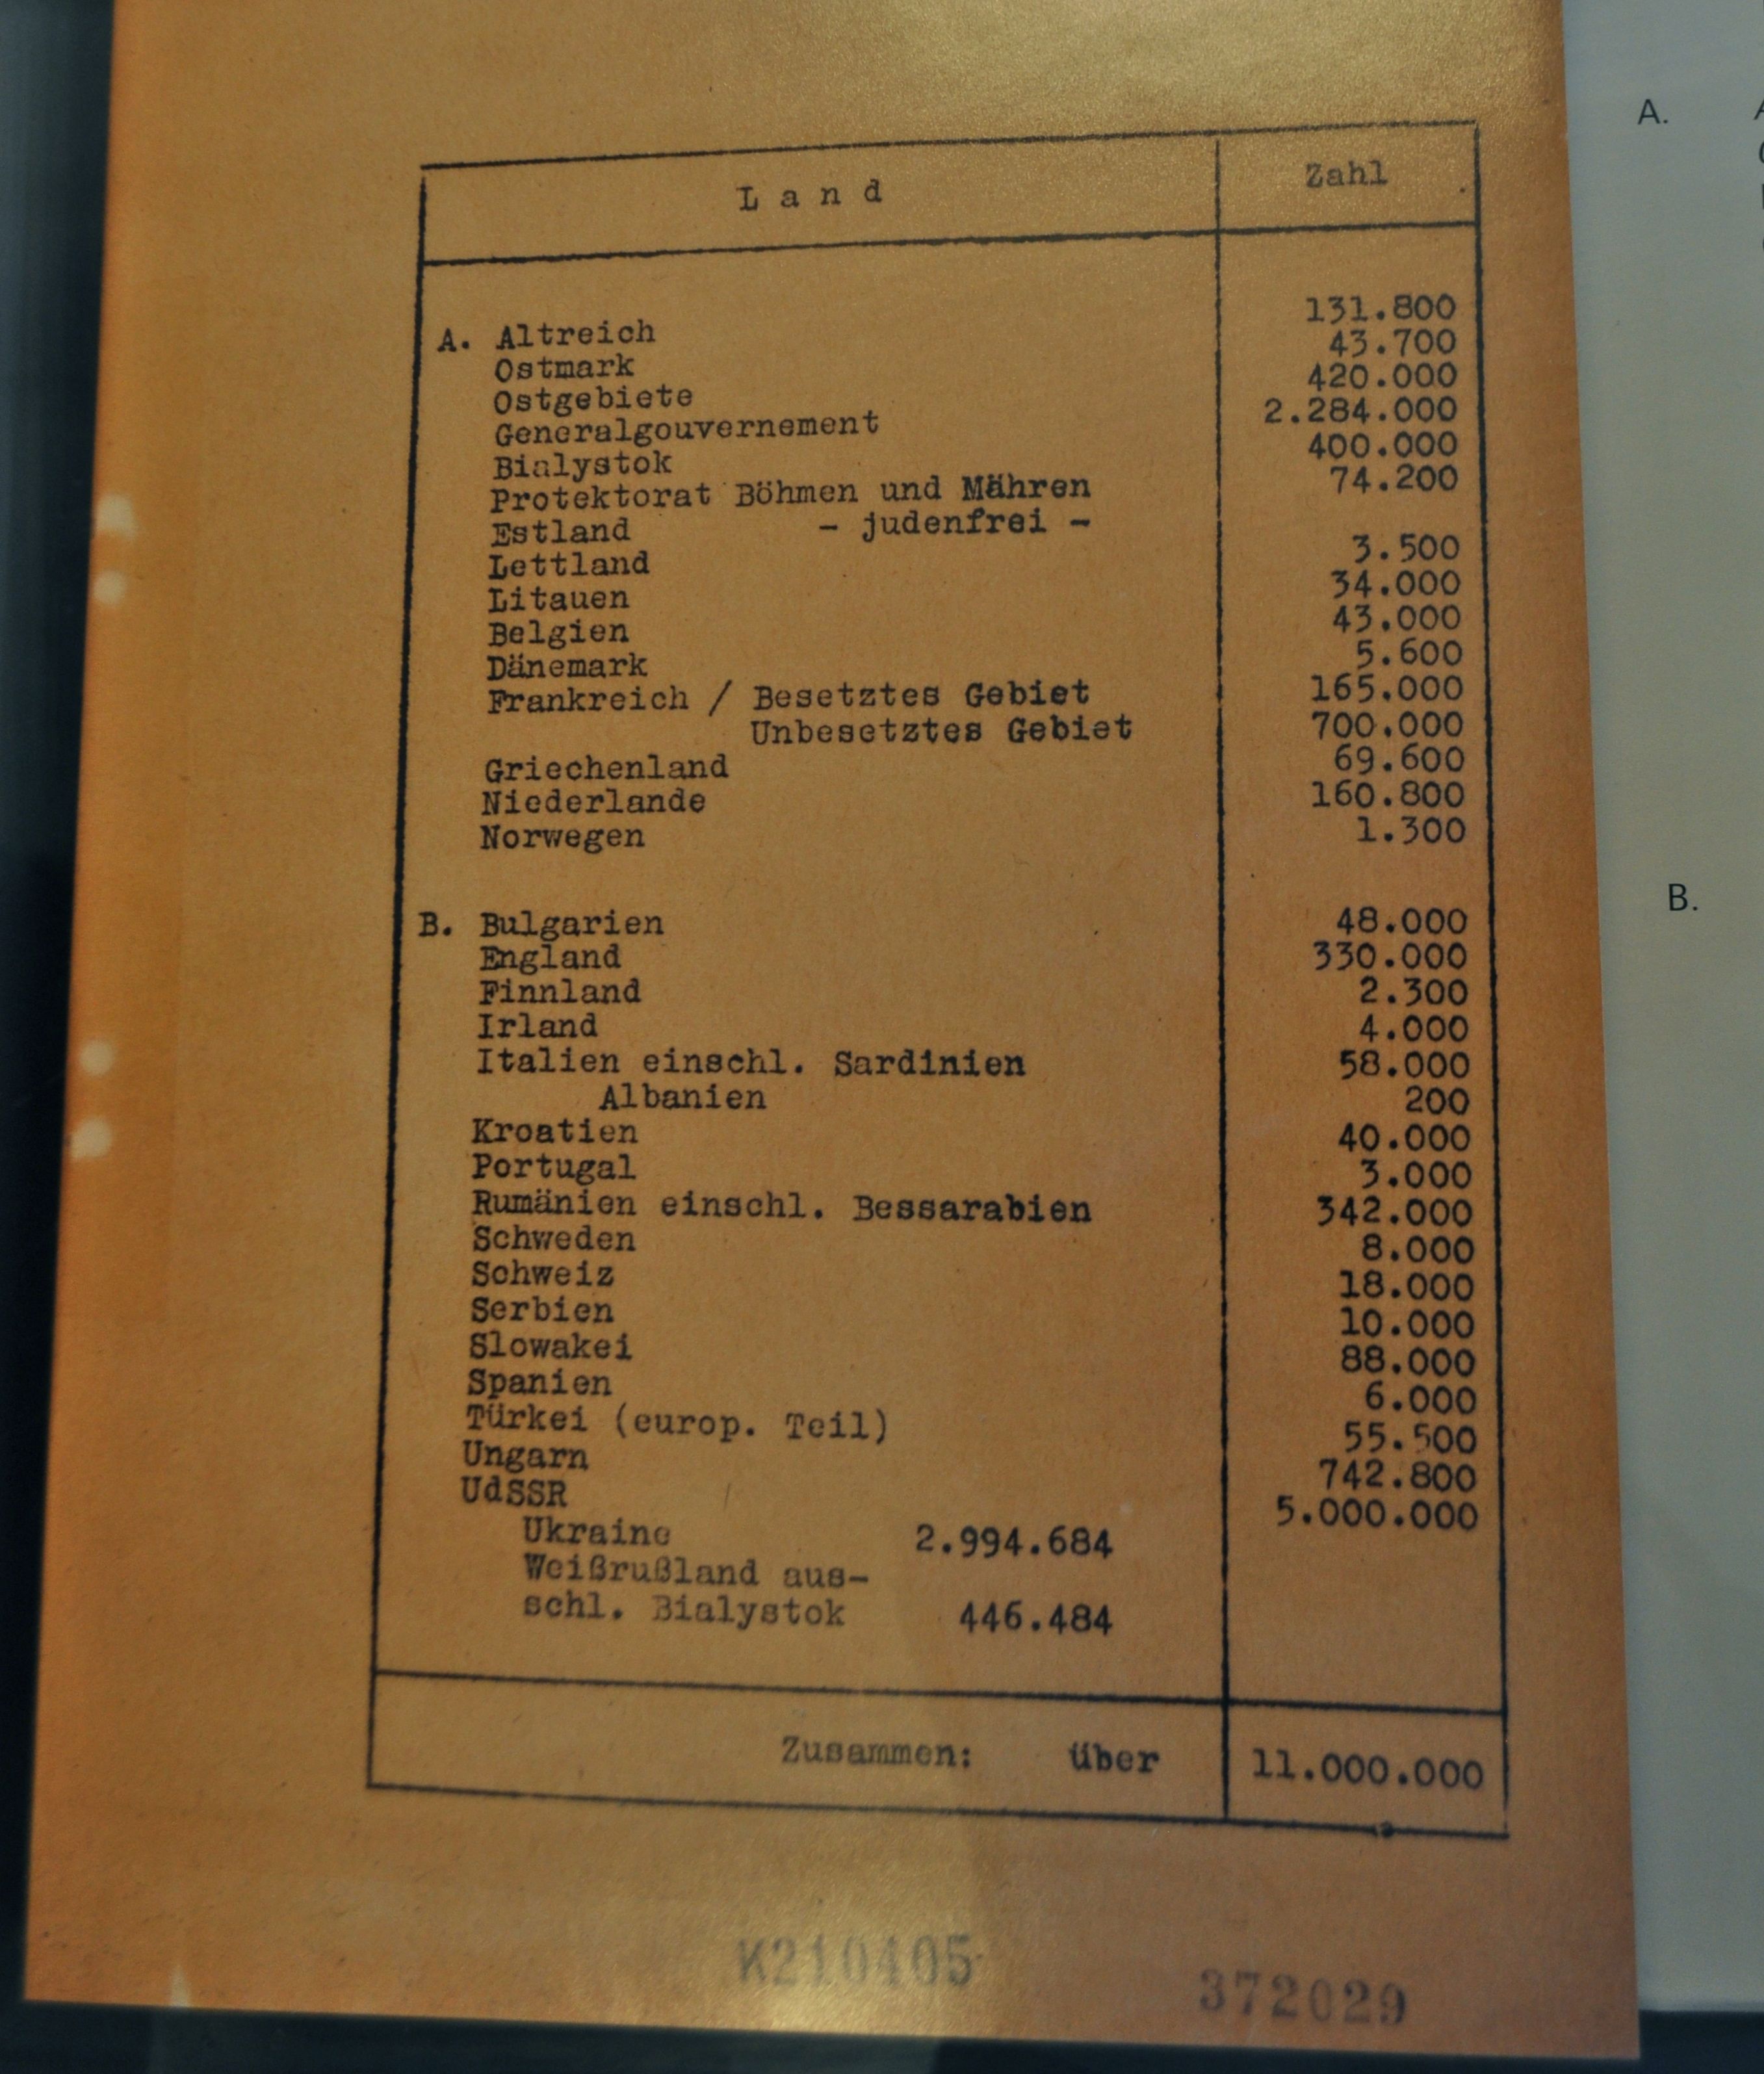 Land Zahl
A. Altreich 131.800
Ostmark 43.700
Ostgebiete 420.000
Generalgouvernement 2.284.000
Bialystok 400.000
Protektorat Böhmen und Mähren 74.200
Estland - judenfrei -
Lettland 3.500
Litauen 34.000
Belgien 43.000
Dänemark 5.600
Frankreich / Besetztes Gebiet 165.000
Unbesetztes Gebiet 700.000
Griechenland 69.600
Niederlande 160.800
Norwegen 1.300
B. Bulgarien 48.000
England 330.000
Finnland 2.300
Irland 4.000
Italien einschl. Sardinien 58.000
Albanien 200
Kroatien 40.000
Portugal 3.000
Rumänien einschl. Bessarabien 342.000
Schweden 8.000
Schweiz 18.000
Serbien 10.000
Slowakei 88.000
Spanien 6.000
Türkei (europ. Teil) 55.500
Ungarn 742.800
UdSSR 5.000.000
Ukraine 2.994.684
Weißrußland aus-
schl. Bialystok 446.484
Zusammen: über 11.000.000
K210405
372029
A.
B.